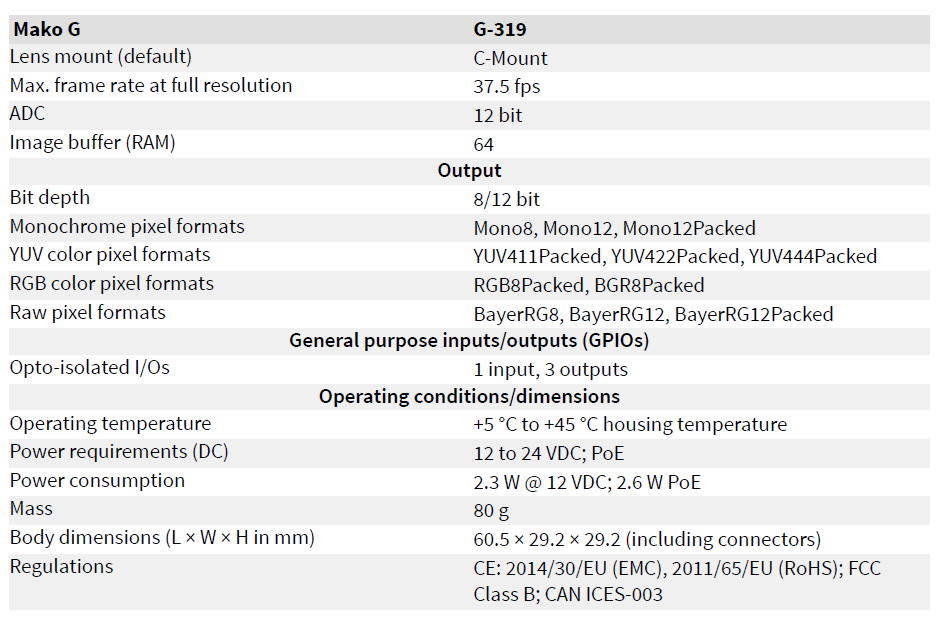 Mako G G-319
Lens mount (default) C-Mount
Max. frame rate at full resolution 37.5 fps
ADC 12 bit
Image buffer (RAM) 64
Output
Bit depth 8/12 bit
Monochrome pixel formats Mono8, Mono12, Mono12Packed
YUV color pixel formats YUV411Packed, YUV422Packed, YUV444Packed
RGB color pixel formats RGB8Packed, BGR8Packed
Raw pixel formats BayerRG8, BayerRG12, BayerRG12Packed
General purpose inputs/outputs (GPIOs)
Opto-isolated I/Os 1 input, 3 outputs
Operating conditions/dimensions
Operating temperature +5 °C to +45 °C housing temperature
Power requirements (DC) 12 to 24 VDC; PoE
Power consumption 2.3 W @ 12 VDC; 2.6 W PoE
Mass 80 g
Body dimensions (L × W × H in mm) 60.5 × 29.2 × 29.2 (including connectors)
Regulations CE: 2014/30/EU (EMC), 2011/65/EU (RoHS); FCC
Class B; CAN ICES-003